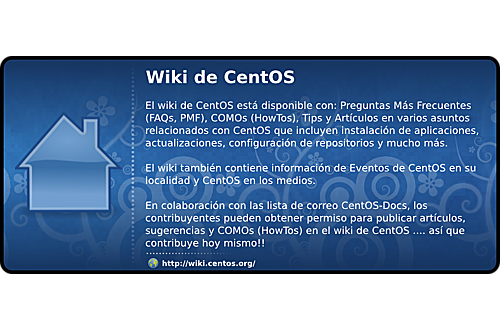 Wiki de CentOS
El wiki de CentOS está disponible con: Preguntas Más Frecuentes
(FAQs, PMF), COMOs (HowTos), Tips y Artículos en varios asuntos
relacionados con CentOS que incluyen instalación de aplicaciones,
actualizaciones, configuración de repositorios y mucho más.
El wiki también contiene información de Eventos de CentOS en su
localidad y CentOS en los medios.
En colaboración con las lista de correo CentOS-Docs, los
contribuyentes pueden obtener permiso para publicar artículos,
sugerencias y COMOs (HowTos) en el wiki de CentOS .... así que
contribuye hoy mismo!!
http://wiki.centos.org/